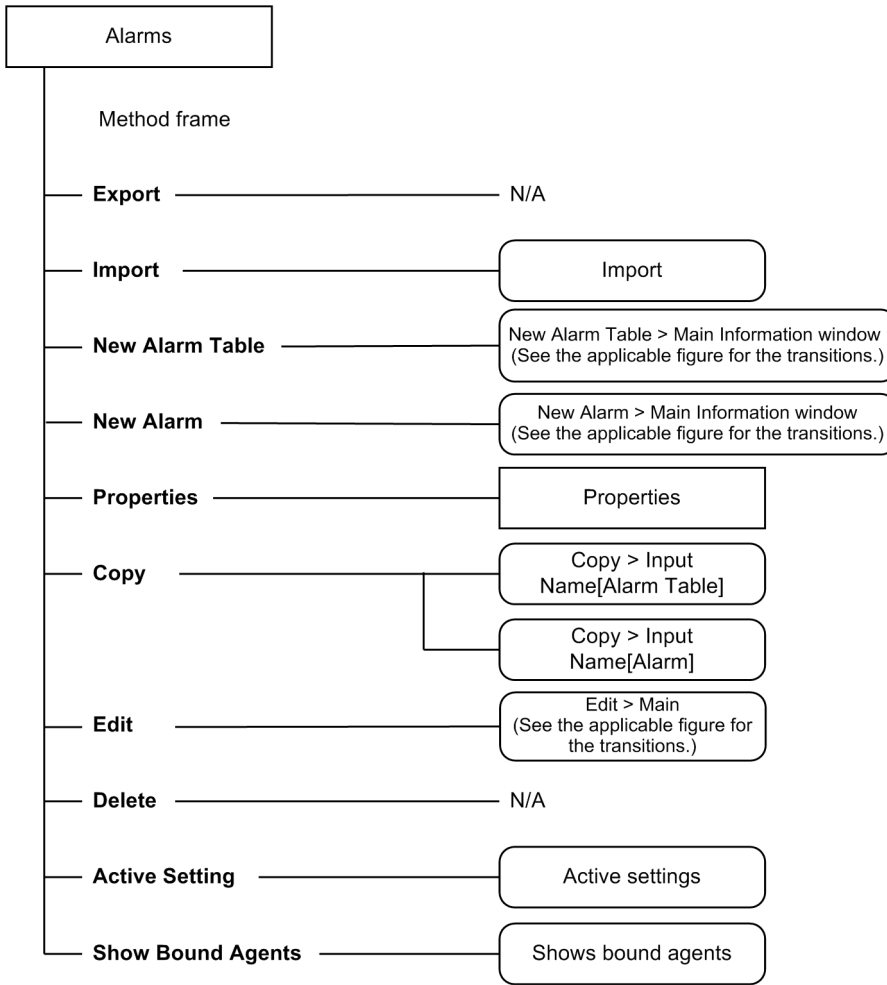 Alarms
Method frame
Export
N/A
Import
Import
New Alarm Table
New Alarm Table > Main Information window
(See the applicable figure for the transitions.)
New Alarm
New Alarm > Main Information window
(See the applicable figure for the transitions.)
Properties
Properties
Copy
Copy > Input
Name[Alarm Table]
Copy > Input
Name[Alarm]
Edit
Edit > Main
(See the applicable figure for
the transitions.)
Delete
N/A
Active Setting
Active settings
Show Bound Agents
Shows bound agents